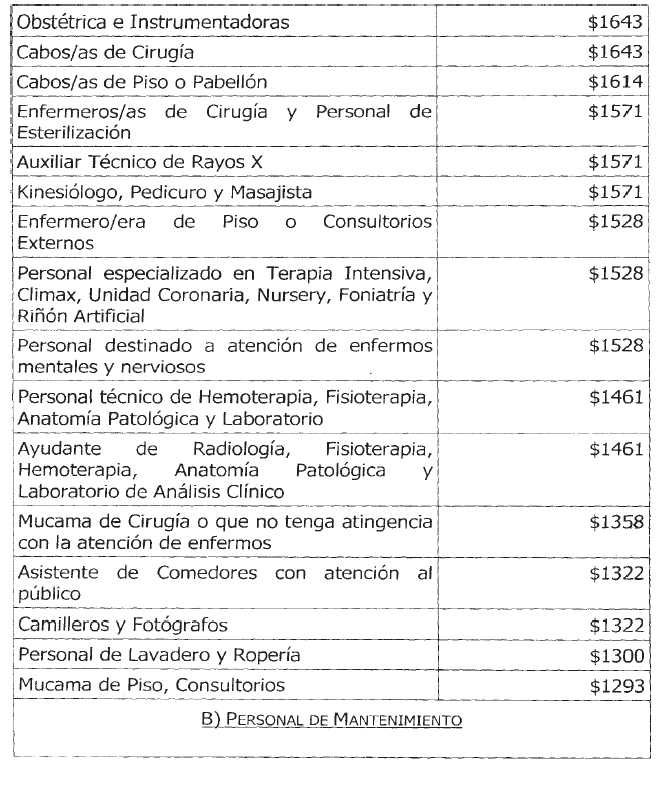 Obstétrica e Instrumentadoras $1643
Cabos/as de Cirugía $1643
Cabos/as de Piso o Pabellón $1614
Enfermeros/as de Cirugía y Personal de $1571
Esterilización
Auxiliar Técnico de Rayos X $1571
Kinesiólogo, Pedicuro y Masajista $1571
Enfermero/era de Piso o Consultorios $1528
Externos
Personal especializado en Terapia Intensiva, $1528
Climax, Unidad Coronaria, Nursery, Foniatría y
Riñón Artificial
Personal destinado a atención de enfermos $1528
mentales y nerviosos
Personal técnico de Hemoterapia, Fisioterapia, $1461
Anatomía Patológica y Laboratorio
Ayudante de Radiología, Fisioterapia, $1461
Hemoterapia, Anatomía Patológica y
Laboratorio de Análisis Clínico
Mucama de Cirugía o que no tenga atingencia $1358
con la atención de enfermos
Asistente de Comedores con atención al $1322
público
Camilleros y Fotógrafos $1322
Personal de Lavadero y Ropería $1300
Mucama de Piso, Consultorios $1293
B) PERSONAL DE MANTENIMIENTO